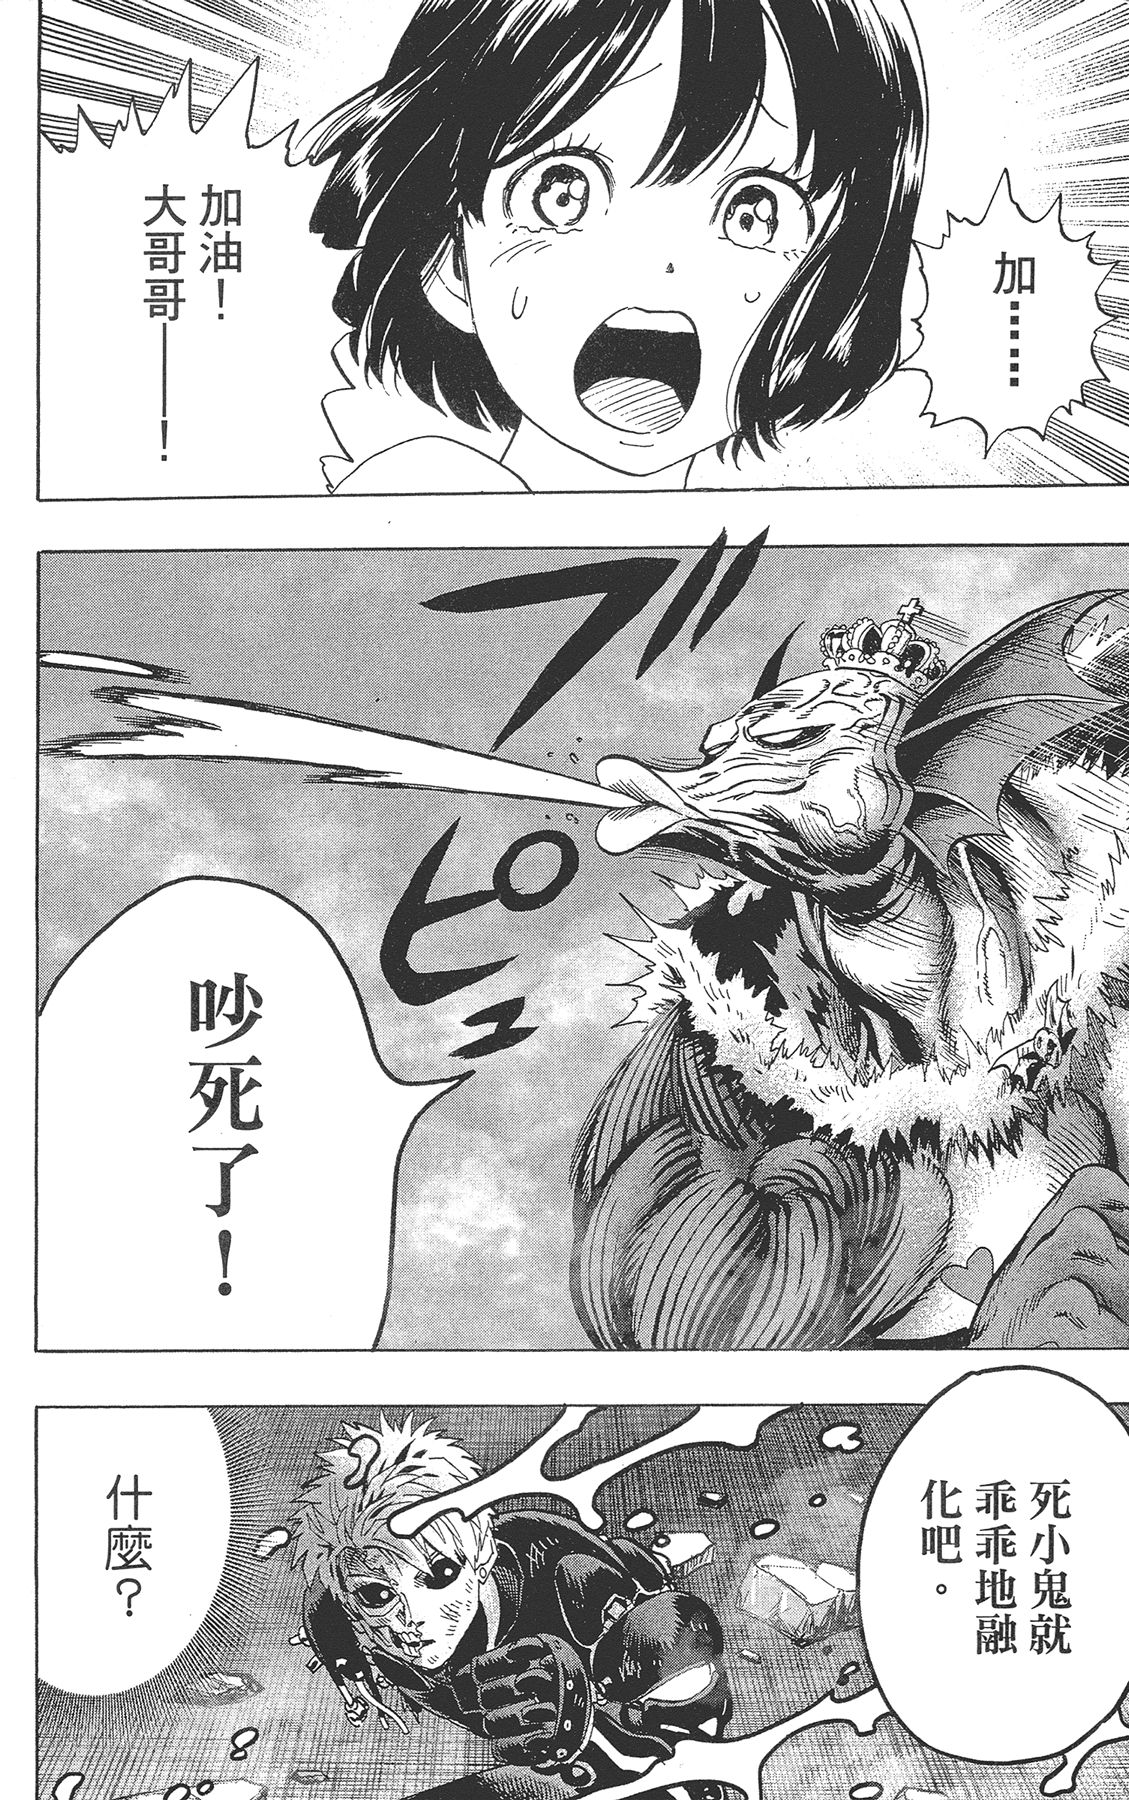 加⋯⋯
加油！
大哥哥——！
ブ
ピュ
吵死了！
死小鬼就
乖乖地融
化吧。
什麼？